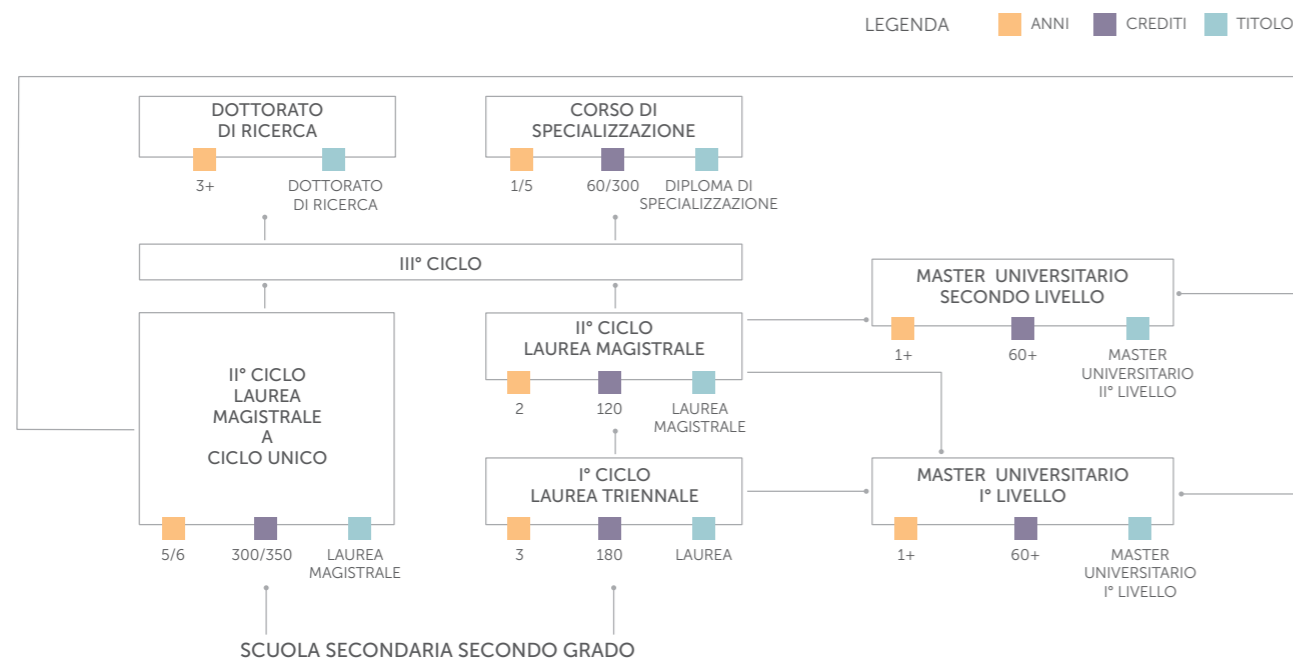 LEGENDA ANNI CREDITI TITOLO
DOTTORATO
DI RICERCA
3+
DOTTORATO
DI RICERCA
CORSO DI
SPECIALIZZAZIONE
1/5
60/300
DIPLOMA DI
SPECIALIZZAZIONE
III° CICLO
MASTER UNIVERSITARIO
SECONDO LIVELLO
1+
60+
MASTER
UNIVERSITARIO
II° LIVELLO
II° CICLO
LAUREA
MAGISTRALE
A
CICLO UNICO
5/6
300/350
LAUREA
MAGISTRALE
II° CICLO
LAUREA MAGISTRALE
2
120
LAUREA
MAGISTRALE
I° CICLO
LAUREA TRIENNALE
3
180
LAUREA
MASTER UNIVERSITARIO
I° LIVELLO
1+
60+
MASTER
UNIVERSITARIO
I° LIVELLO
SCUOLA SECONDARIA SECONDO GRADO